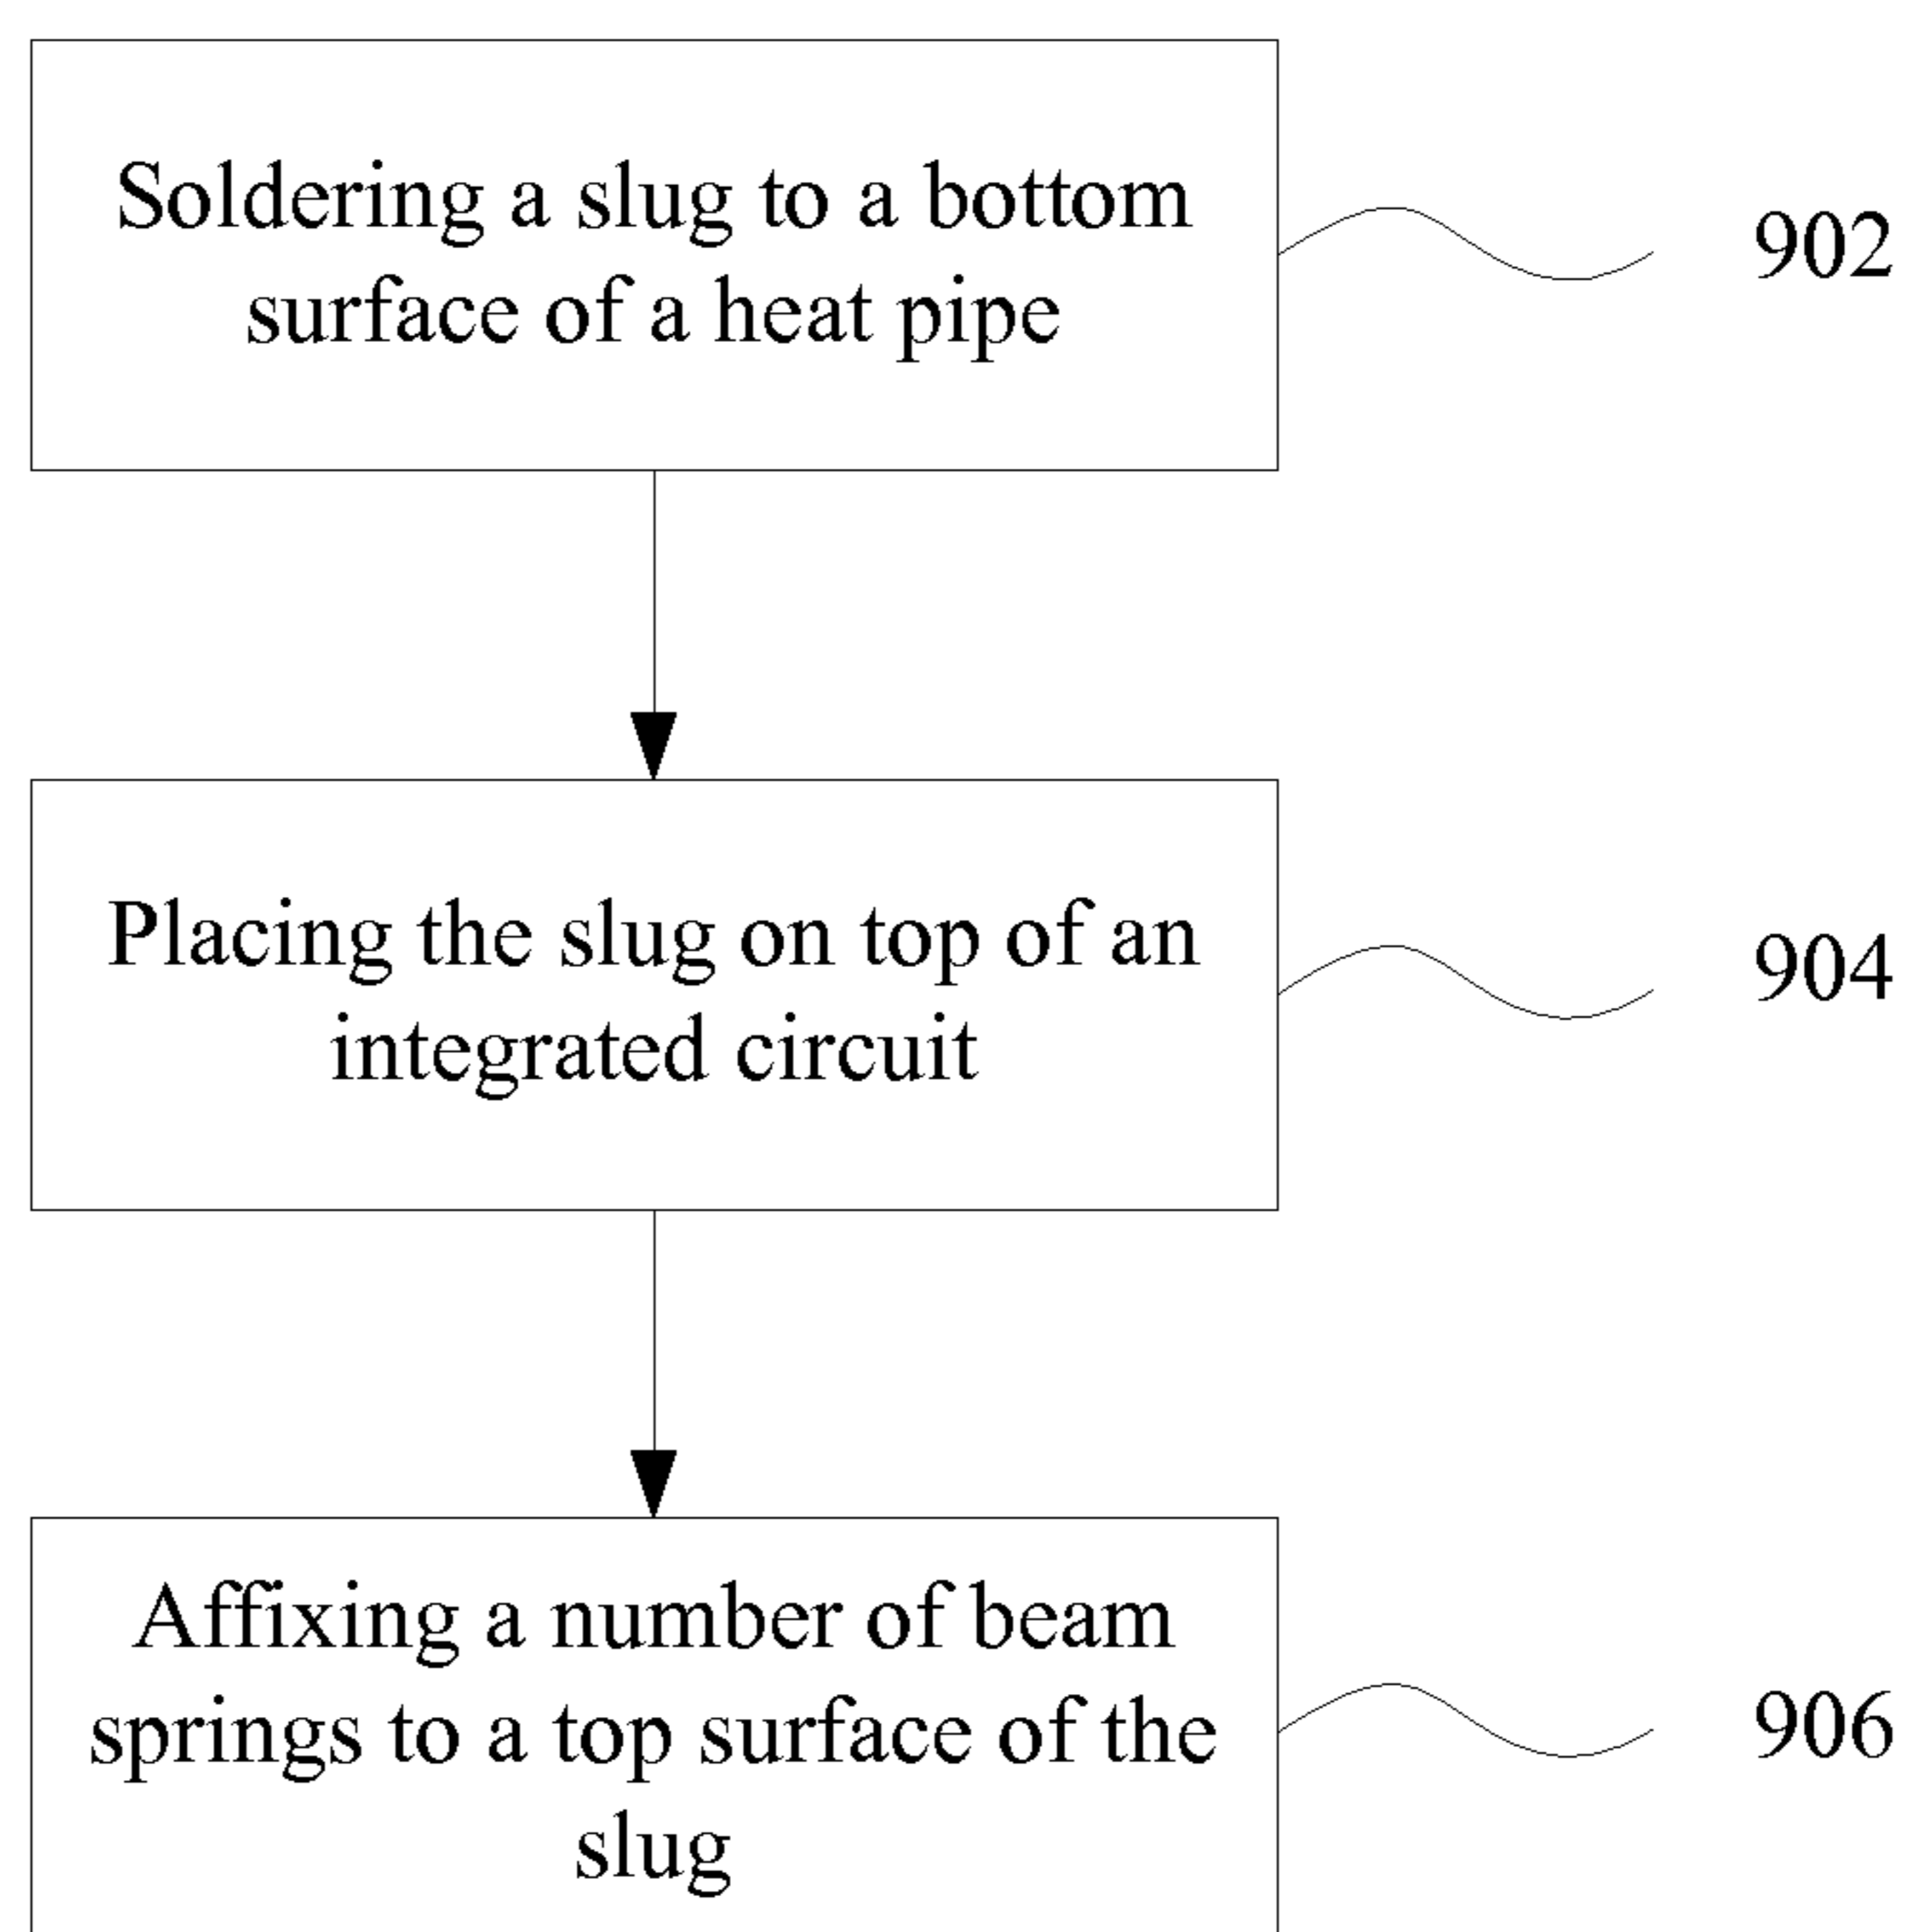 Soldering a slug to a bottom
surface of a heat pipe
902
Placing the slug on top of an
integrated circuit
904
Affixing a number of beam
springs to a top surface of the
slug
906